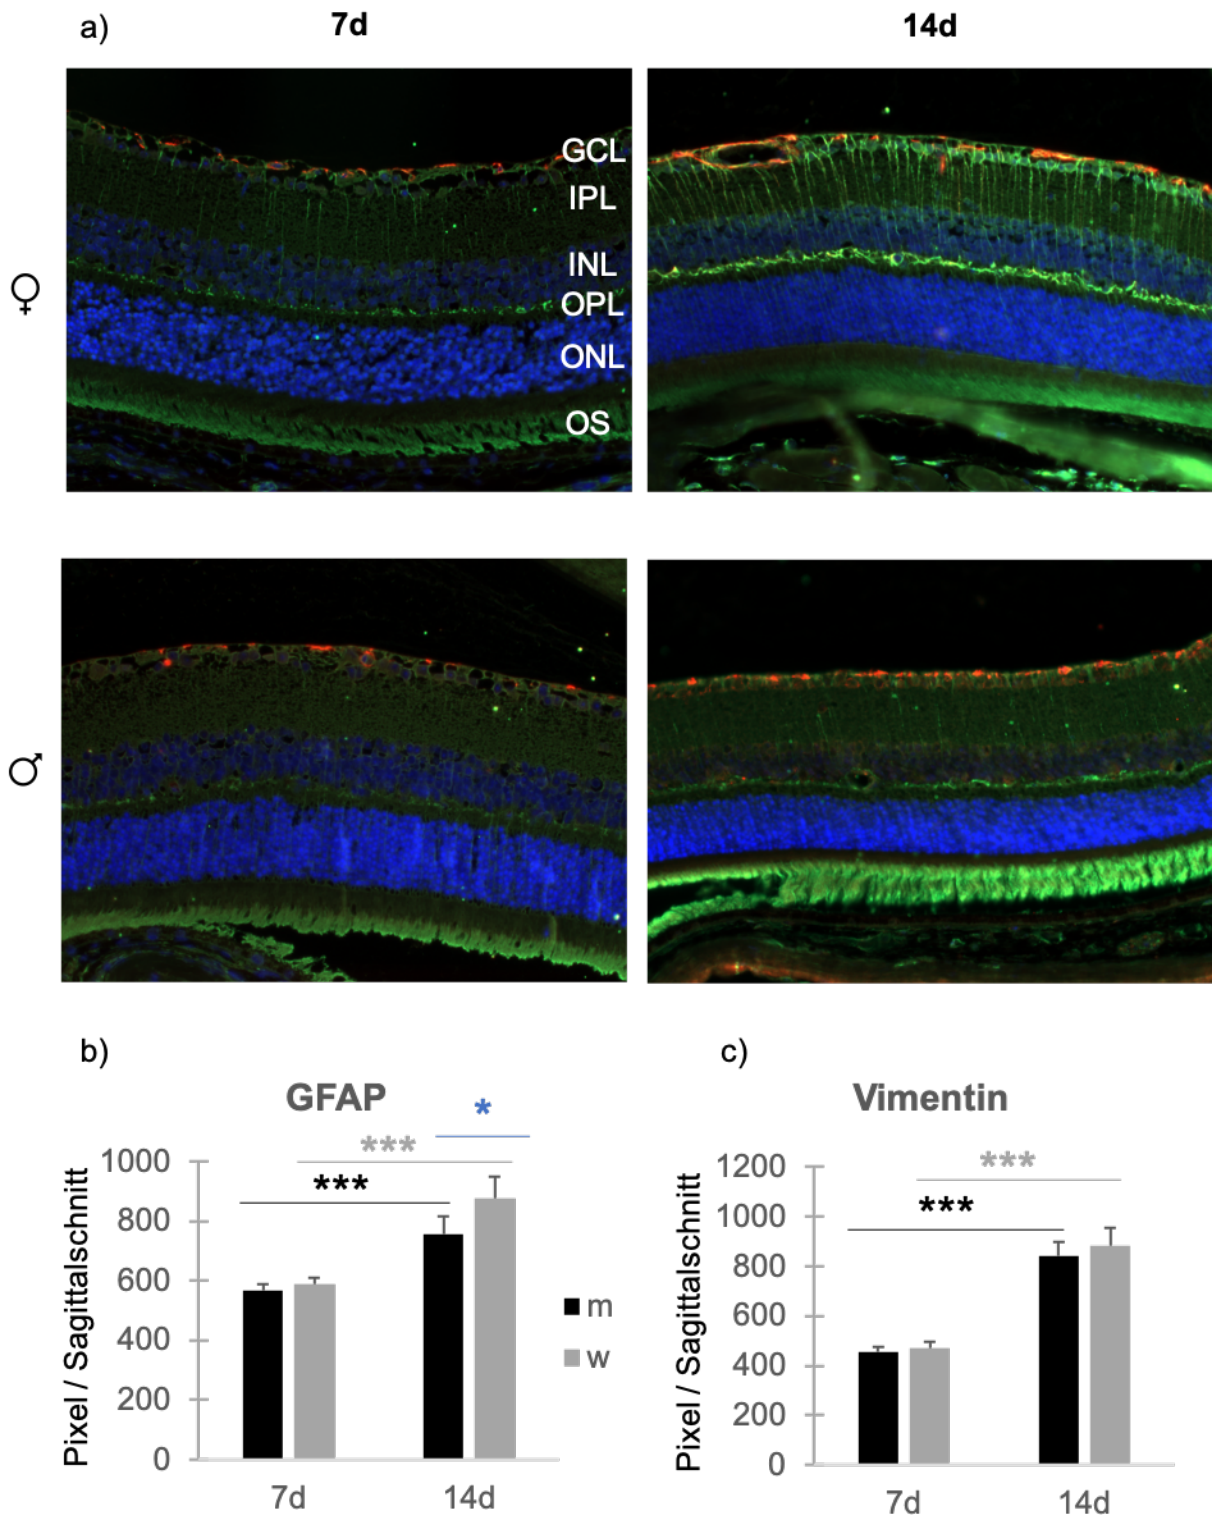 a)
7d
14d
GCL
IPL
INL
OPL
ONL
OS
♀
♂
b)
GFAP
*
***
***
Pixel / Sagittalschnitt
1000
800
600
400
200
0
7d
14d
m
w
c)
Vimentin
***
***
Pixel / Sagittalschnitt
1200
1000
800
600
400
200
0
7d
14d